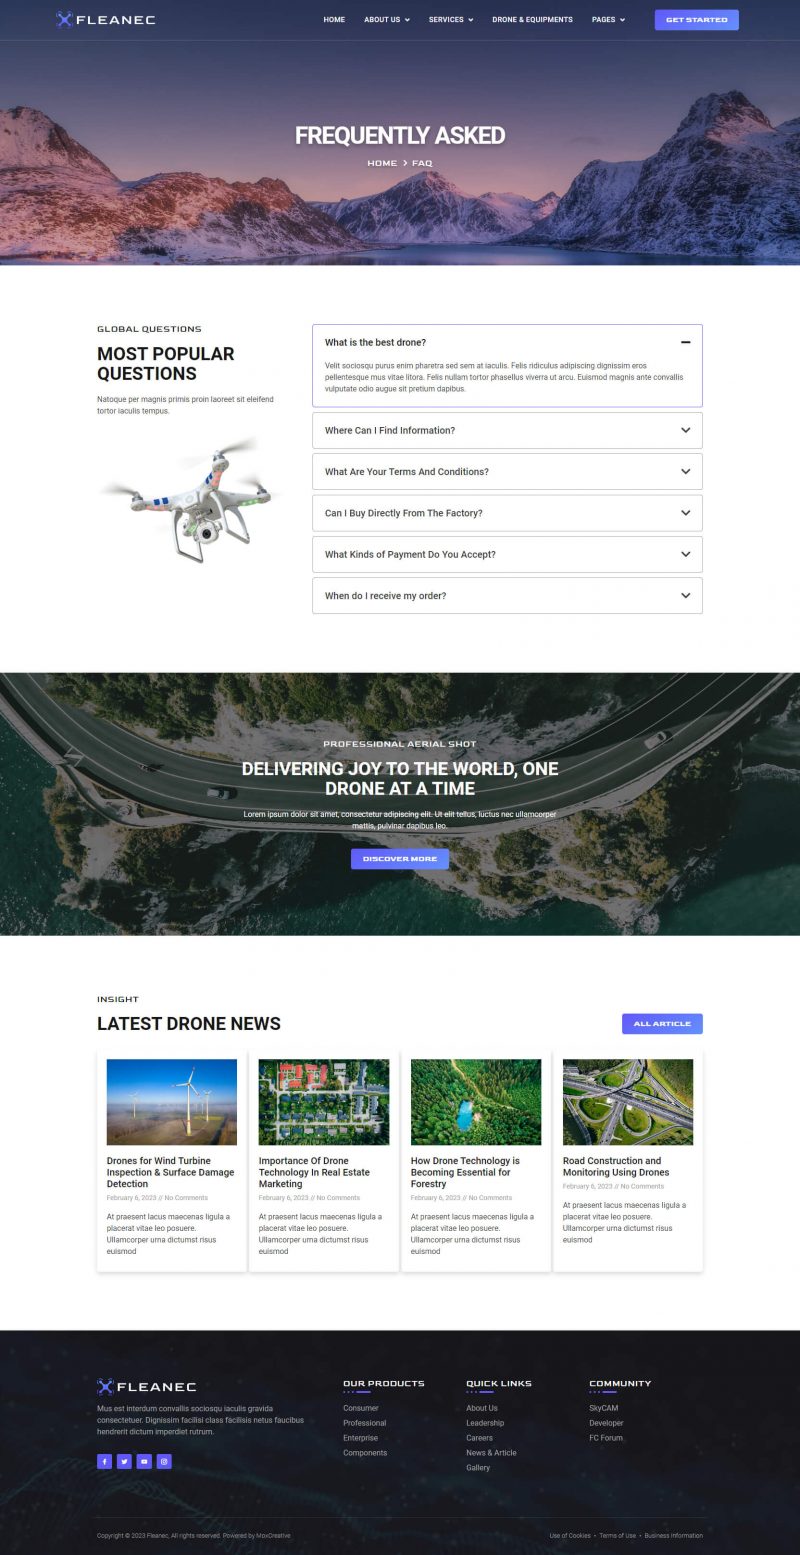 FLEANEC
HOME ABOUT US SERVICES DRONE & EQUIPMENTS PAGES GET STARTED
FREQUENTLY ASKED
HOME FAQ
GLOBAL QUESTIONS
MOST POPULAR
QUESTIONS
Natoque per magnis primis proin laoreet sit eleifend
tortor iaculis tempus.
What is the best drone?
Velit sociosqu purus enim pharetra sed sem at iaculis. Felis ridiculus adipiscing dignissim eros
pellentesque mus vitae litora. Felis nullam tortor phasellus viverra ut arcu. Euismod magnis ante convallis
vulputate odio augue sit pretium dapibus.
Where Can I Find Information?
What Are Your Terms And Conditions?
Can I Buy Directly From The Factory?
What Kinds of Payment Do You Accept?
When do I receive my order?
PROFESSIONAL AERIAL SHOT
DELIVERING JOY TO THE WORLD, ONE
DRONE AT A TIME
Lorem ipsum dolor sit amet, consectetur adipiscing elit. Ut elit tellus, luctus nec ullamcorper
mattis, pulvinar dapibus leo.
DISCOVER MORE
INSIGHT
LATEST DRONE NEWS
ALL ARTICLE
Drones for Wind Turbine
Inspection & Surface Damage
Detection
February 6, 2023 // No Comments
At praesent lacus maecenas ligula a
placerat vitae leo posuere.
Ullamcorper urna dictumst risus
euismod
Importance Of Drone
Technology In Real Estate
Marketing
February 6, 2023 // No Comments
At praesent lacus maecenas ligula a
placerat vitae leo posuere.
Ullamcorper urna dictumst risus
euismod
How Drone Technology is
Becoming Essential for
Forestry
February 6, 2023 // No Comments
At praesent lacus maecenas ligula a
placerat vitae leo posuere.
Ullamcorper urna dictumst risus
euismod
Road Construction and
Monitoring Using Drones
February 6, 2023 // No Comments
At praesent lacus maecenas ligula a
placerat vitae leo posuere.
Ullamcorper urna dictumst risus
euismod
FLEANEC
Mus est interdum convallis sociosqu iaculis gravida
consectetuer. Dignissim facilisi class facilisis netus faucibus
hendrerit dictum imperdiet rutrum.
OUR PRODUCTS
Consumer
Professional
Enterprise
Components
QUICK LINKS
About Us
Leadership
Careers
News & Article
Gallery
COMMUNITY
SkyCAM
Developer
FC Forum
Copyright © 2023 Fleanec, All rights reserved. Powered by MoxCreative
Use of Cookies • Terms of Use • Business Information